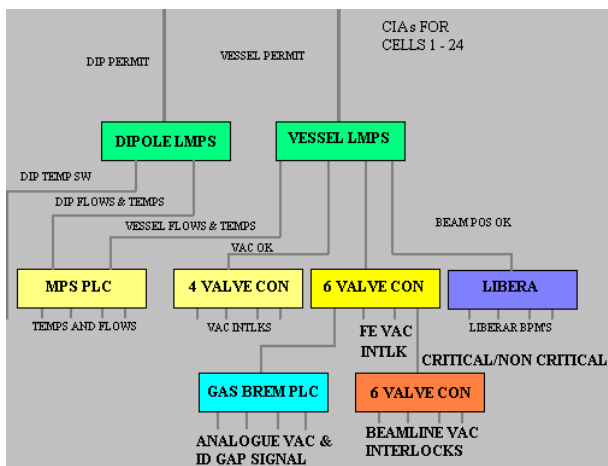 CIAs FOR
CELLS 1 - 24
DIP PERMIT
VESSEL PERMIT
DIPOLE LMPS
VESSEL LMPS
DIP TEMP SW
DIP FLOWS & TEMPS
VESSEL FLOWS & TEMPS
BEAM POS OK
VAC OK
MPS PLC
4 VALVE CON
6 VALVE CON
LIBERA
TEMPS AND FLOWS
VAC INTLKS
FE VAC
INTLK
LIBERAR BPM'S
CRITICAL/NON CRITICAL
GAS BREM PLC
6 VALVE CON
ANALOGUE VAC &
ID GAP SIGNAL
BEAMLINE VAC
INTERLOCKS